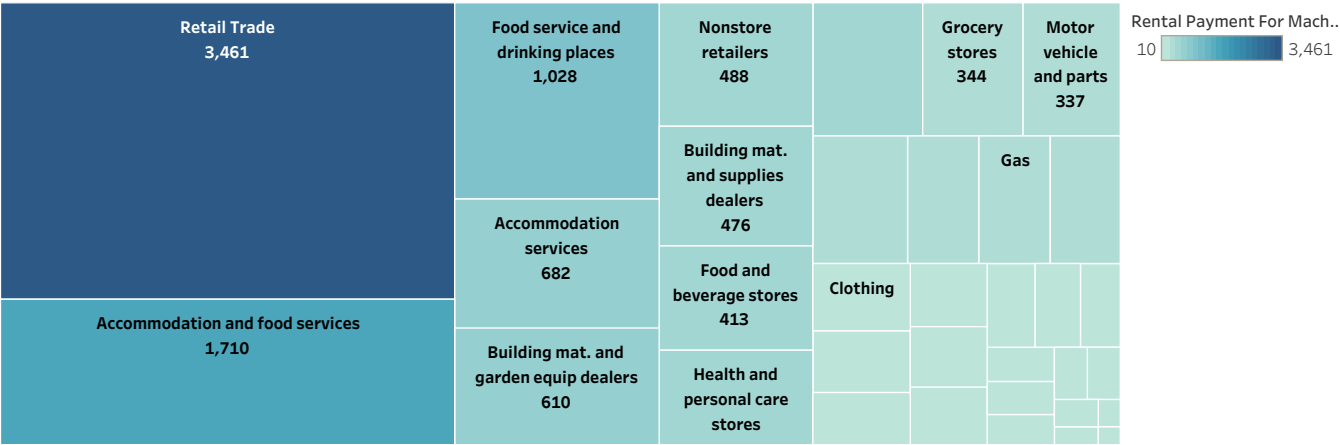 Retail Trade
3,461
Accommodation and food services
1,710
Food service and
drinking places
1,028
Accommodation
services
682
Building mat. and
garden equip dealers
610
Nonstore
retailers
488
Building mat.
and supplies
dealers
476
Food and
beverage stores
413
Health and
personal care
stores
Grocery
stores
344
Motor
vehicle
and parts
337
Gas
Clothing
Rental Payment For Mach..
10
3,461